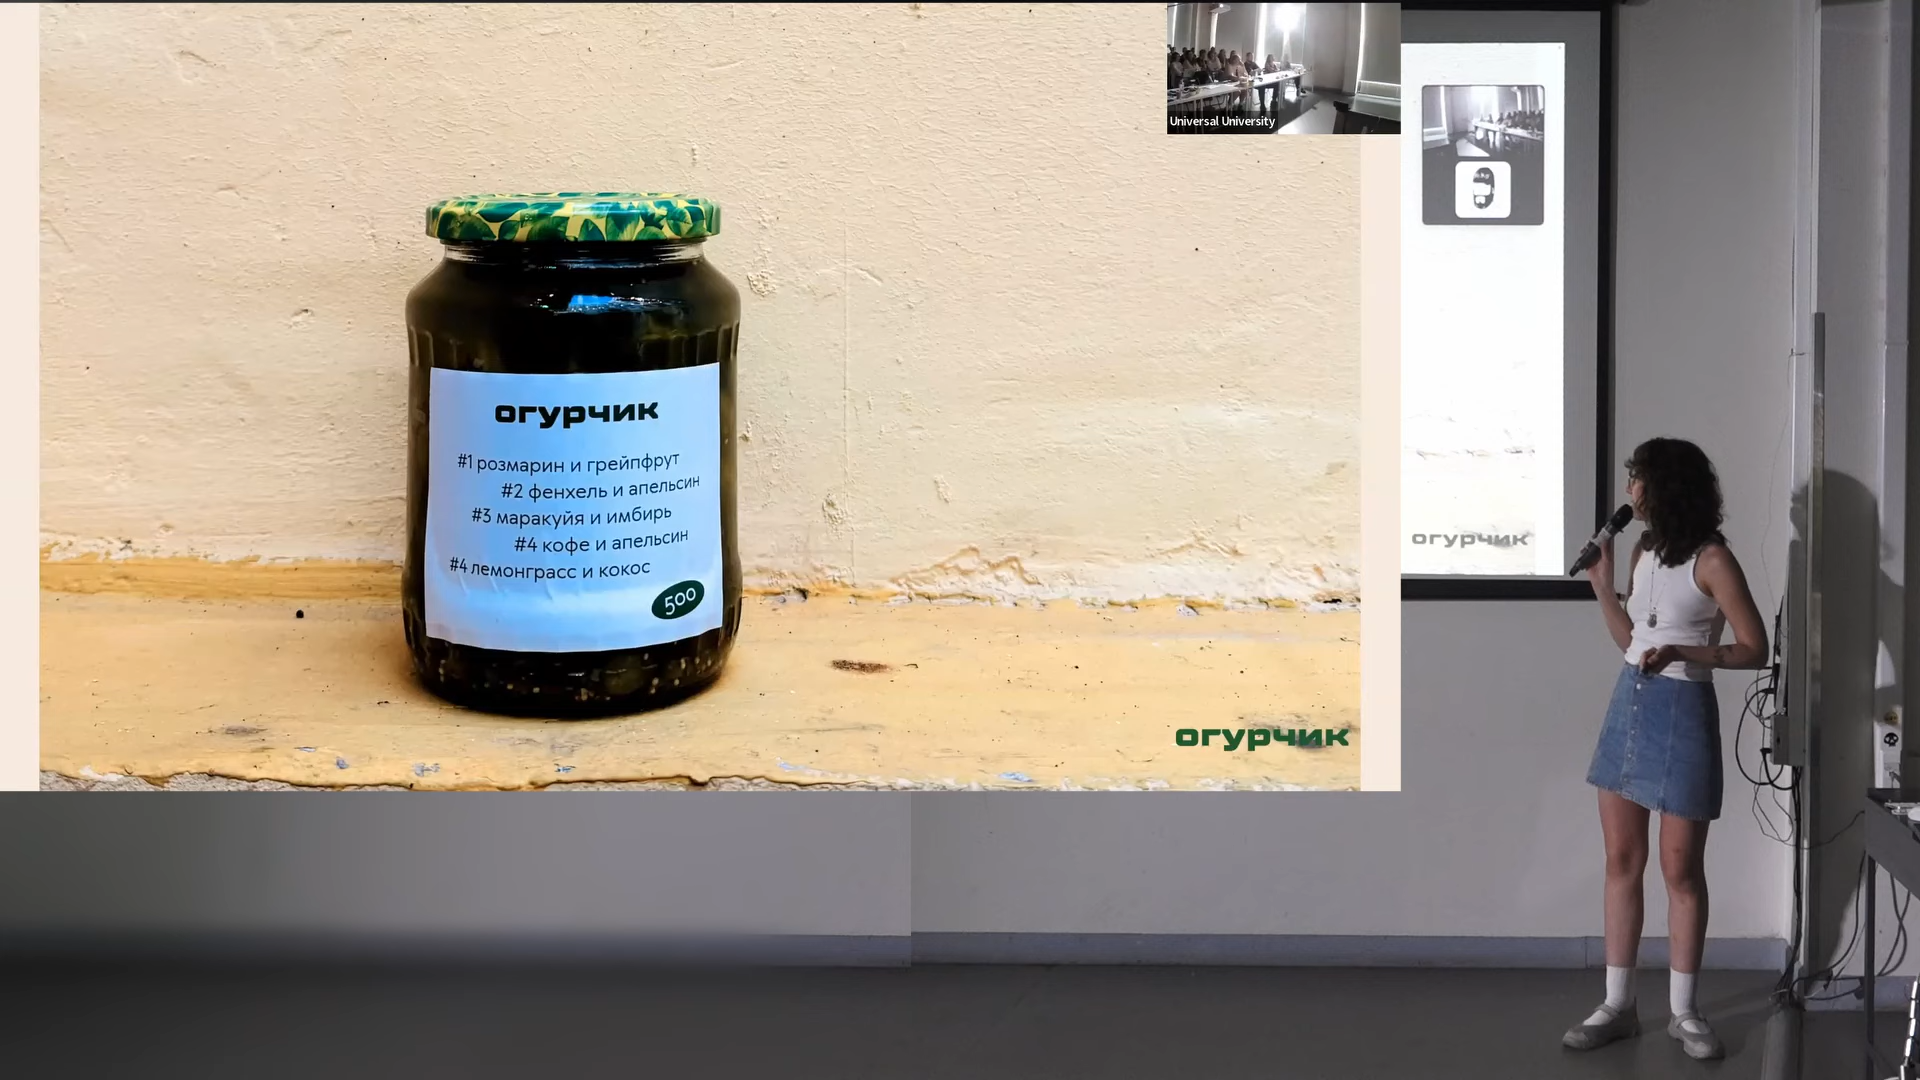 Universal University
огурчик
#1 розмарин и грейпфрут
#2 фенхель и апельсин
#3 маракуйя и имбирь
#4 кофе и апельсин
#4 лемонграсс и кокос
500
огурчик
огурчик